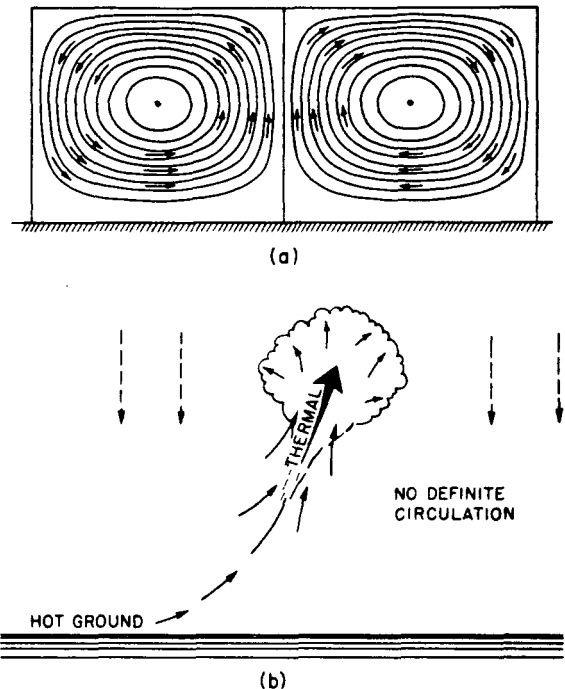 (a)
THERMAL
NO DEFINITE
CIRCULATION
HOT GROUND
(b)